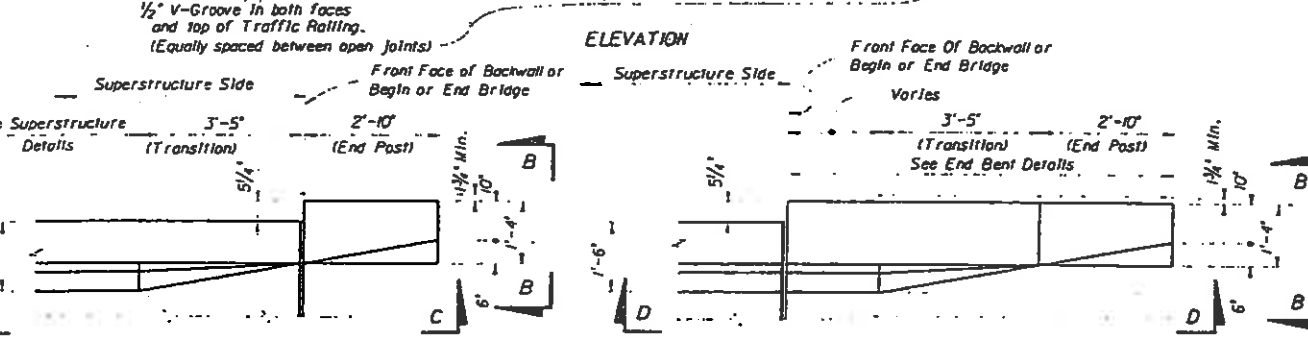 ½" V-Groove in both faces
and top of Traffic Railing.
(Equally spaced between open joints)
ELEVATION
Superstructure Side
Front Face of Backwall or
Begin or End Bridge
Superstructure Side
Front Face Of Backwall or
Begin or End Bridge
Varies
Superstructure
Details
3'-5"
(Transition)
2'-10"
(End Post)
3'-5"
(Transition)
2'-10"
(End Post)
See End Bent Details
5¼"
1¾" Min.
10"
B
1'-4"
B
6"
C
1'-6"
D
5¼"
1¾" Min.
10"
B
1'-4"
B
6"
D